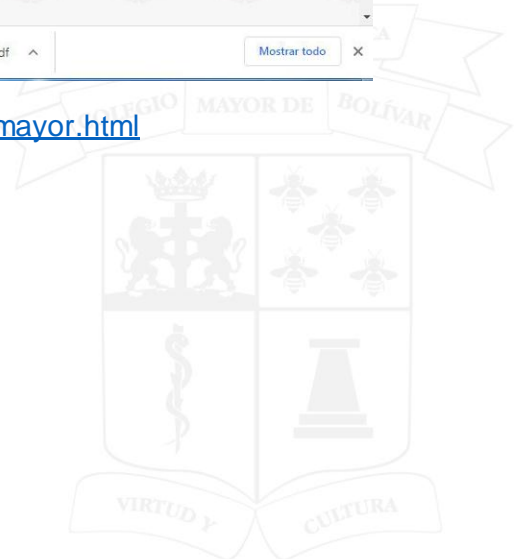 df
Mostrar todo
A
COLEGIO MAYOR DE BOLÍVAR
mayor.html
VIRTUD Y CULTURA